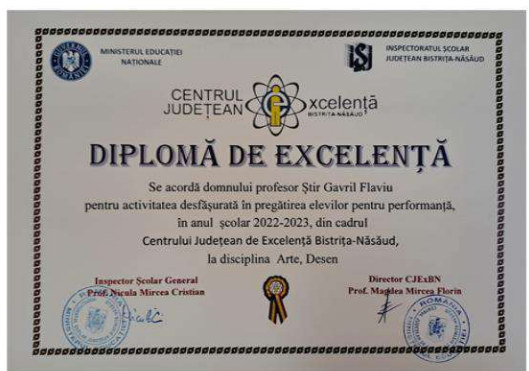 MINISTERUL EDUCAȚIEI
NAȚIONALE
INSPECTORATUL ȘCOLAR
JUDEȚEAN BISTRIȚA-NĂSĂUD
CENTRUL
JUDEȚEAN
Excelență
BISTRIȚA-NĂSĂUD
DIPLOMĂ DE EXCELENȚĂ
Se acordă domnului profesor Știr Gavril Flaviu
pentru activitatea desfășurată în pregătirea elevilor pentru performanță,
în anul școlar 2022-2023, din cadrul
Centrului Județean de Excelență Bistrița-Năsăud,
la disciplina Arte, Desen
Inspector Școlar General
Prof. Nicula Mircea Cristian
Director CJExBN
Prof. Magdea Mircea Florin
ROMÂNIA